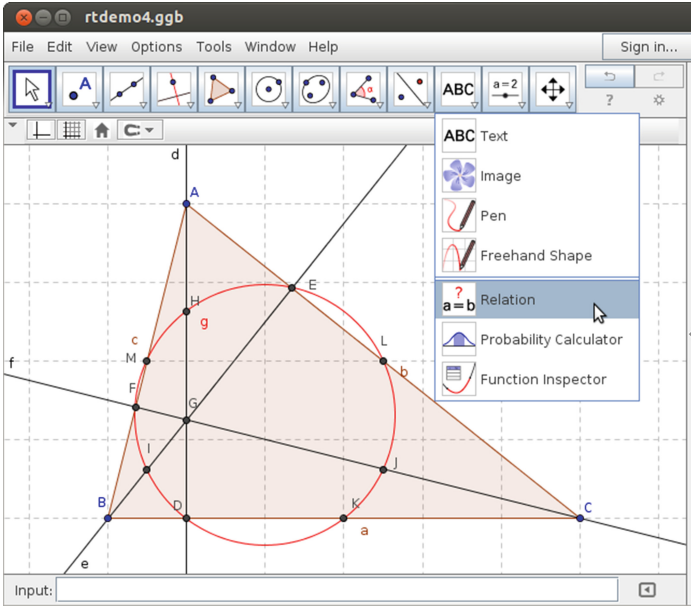 rtdemo4.ggb
File Edit View Options Tools Window Help Sign in...
A α ABC a=2
?
ABC Text
Image
Pen
Freehand Shape
? a=b Relation
Probability Calculator
Function Inspector
d
A
E
H
g
c
M
L
b
f
F
G
I
J
B
D
K
C
a
e
Input: